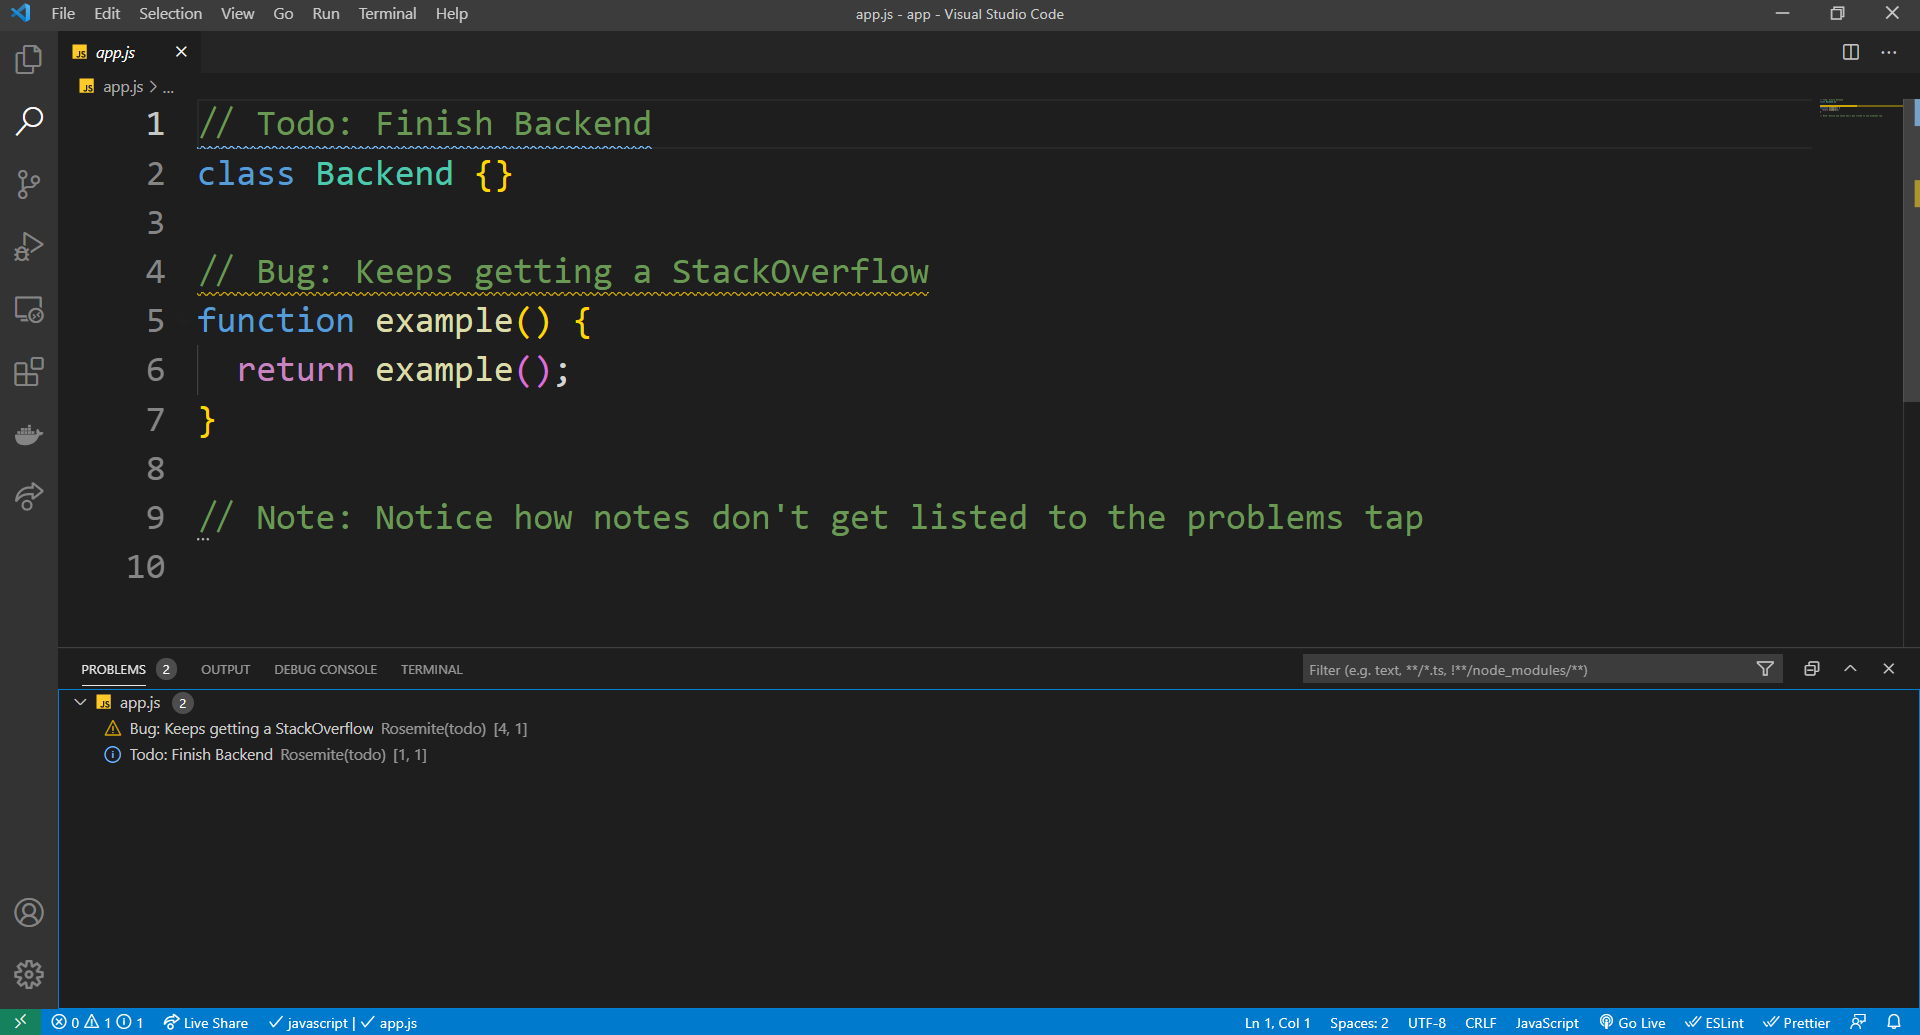 File Edit Selection View Go Run Terminal Help app.js - app - Visual Studio Code
JS app.js
JS app.js > ...
1 // Todo: Finish Backend
2 class Backend {}
3
4 // Bug: Keeps getting a StackOverflow
5 function example() {
6 return example();
7 }
8
9 // Note: Notice how notes don't get listed to the problems tap
10
PROBLEMS 2 OUTPUT DEBUG CONSOLE TERMINAL Filter (e.g. text, **/*.ts, !**/node_modules/**)
JS app.js 2
Bug: Keeps getting a StackOverflow Rosemite(todo) [4, 1]
Todo: Finish Backend Rosemite(todo) [1, 1]
0 1 1 Live Share javascript | app.js Ln 1, Col 1 Spaces: 2 UTF-8 CRLF JavaScript Go Live ESLint Prettier